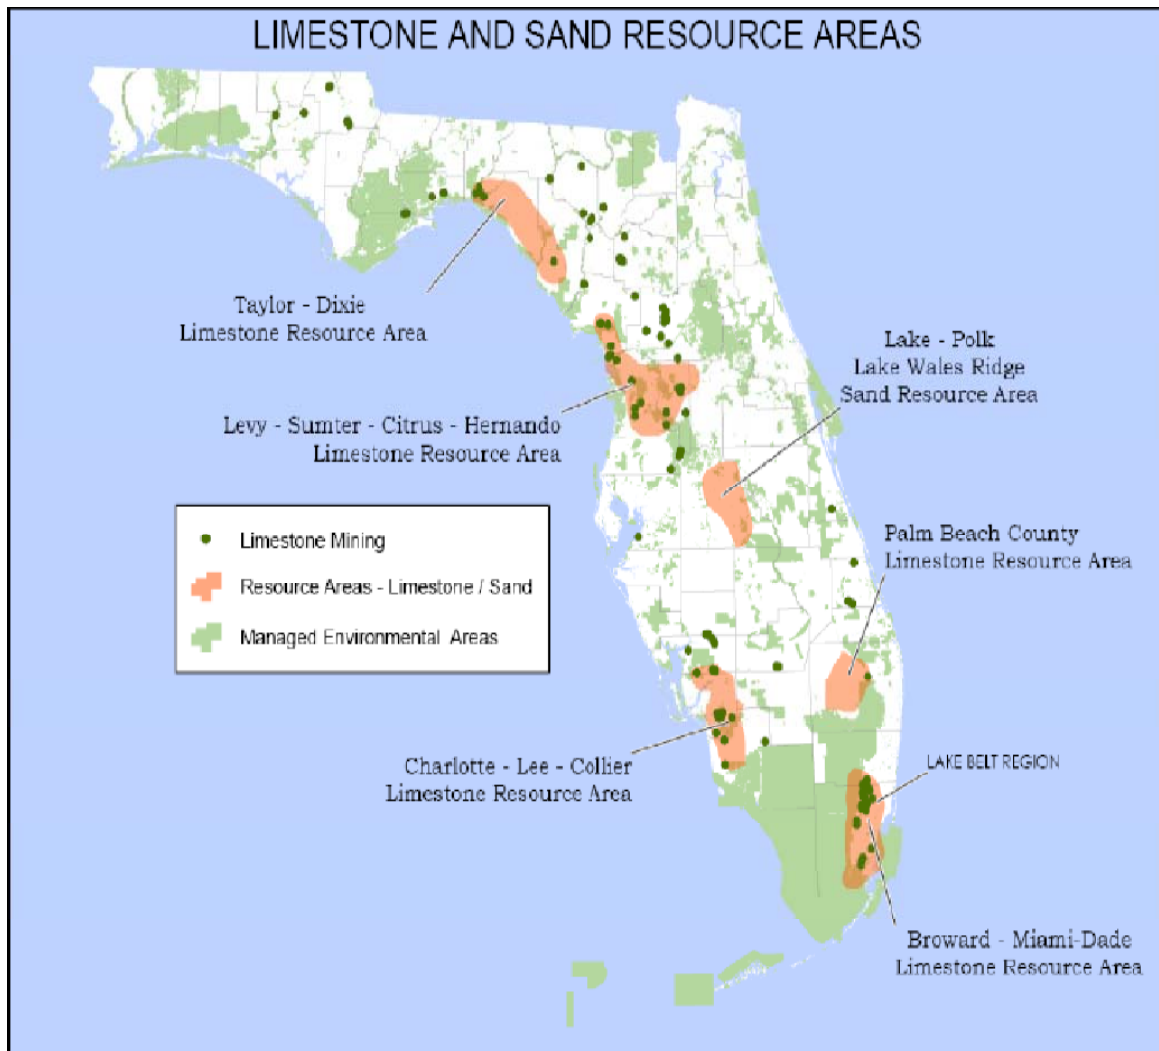 LIMESTONE AND SAND RESOURCE AREAS
Taylor - Dixie
Limestone Resource Area
Lake - Polk
Lake Wales Ridge
Sand Resource Area
Levy - Sumter - Citrus - Hernando
Limestone Resource Area
Limestone Mining
Resource Areas - Limestone / Sand
Managed Environmental Areas
Palm Beach County
Limestone Resource Area
Charlotte - Lee - Collier
Limestone Resource Area
LAKE BELT REGION
Broward - Miami-Dade
Limestone Resource Area